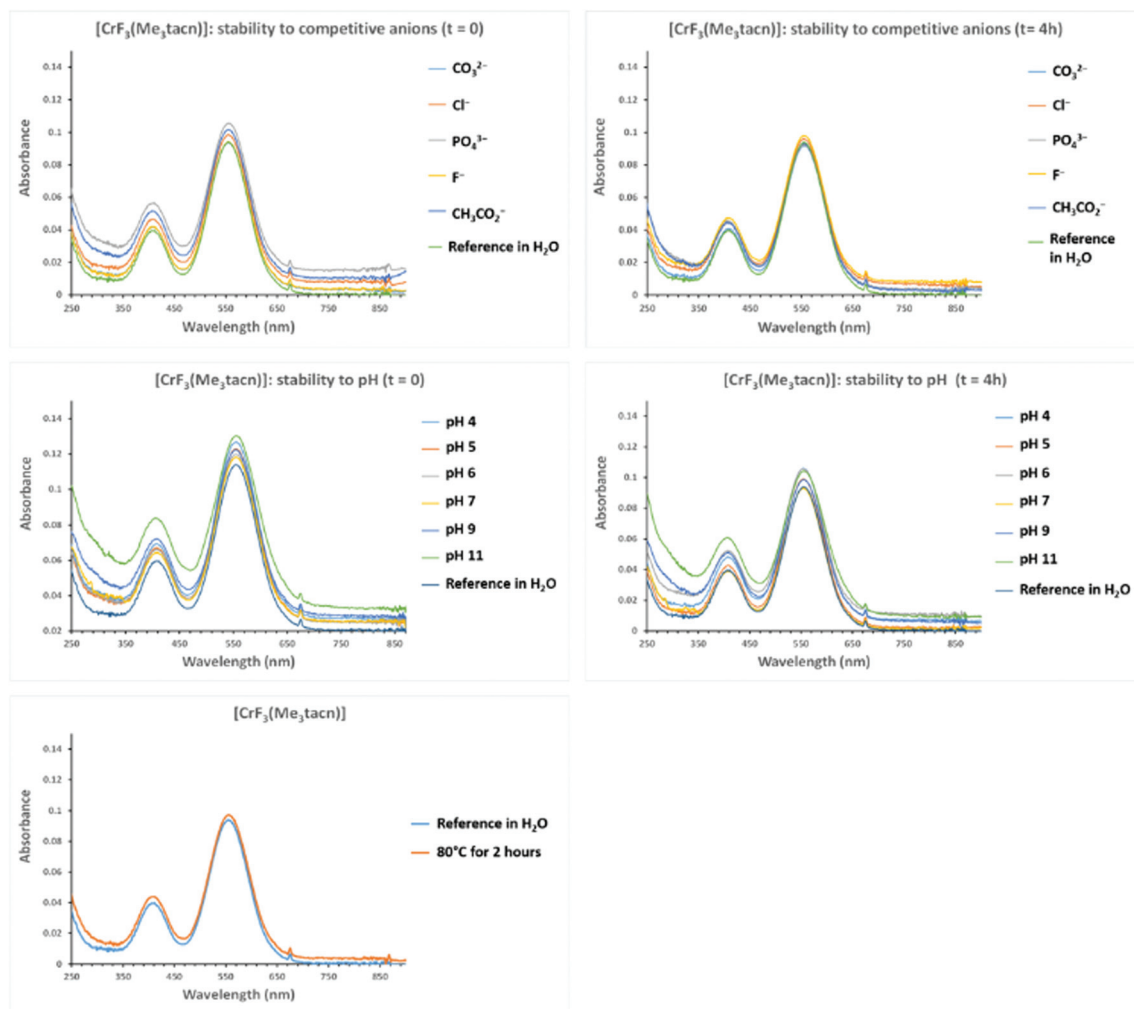 [CrF₃(Me₃tacn)]: stability to competitive anions (t = 0)
Absorbance
0.14
0.12
0.1
0.08
0.06
0.04
0.02
0
250 350 450 550 650 750 850
Wavelength (nm)
CO₃²⁻
Cl⁻
PO₄³⁻
F⁻
CH₃CO₂⁻
Reference in H₂O
[CrF₃(Me₃tacn)]: stability to competitive anions (t= 4h)
Absorbance
0.14
0.12
0.1
0.08
0.06
0.04
0.02
0
250 350 450 550 650 750 850
Wavelength (nm)
CO₃²⁻
Cl⁻
PO₄³⁻
F⁻
CH₃CO₂⁻
Reference
in H₂O
[CrF₃(Me₃tacn)]: stability to pH (t = 0)
Absorbance
0.14
0.12
0.1
0.08
0.06
0.04
0.02
250 350 450 550 650 750 850
Wavelength (nm)
pH 4
pH 5
pH 6
pH 7
pH 9
pH 11
Reference in H₂O
[CrF₃(Me₃tacn)]: stability to pH (t = 4h)
Absorbance
0.14
0.12
0.1
0.08
0.06
0.04
0.02
0
250 350 450 550 650 750 850
Wavelength (nm)
pH 4
pH 5
pH 6
pH 7
pH 9
pH 11
Reference in H₂O
[CrF₃(Me₃tacn)]
Absorbance
0.14
0.12
0.1
0.08
0.06
0.04
0.02
0
250 350 450 550 650 750 850
Wavelength (nm)
Reference in H₂O
80°C for 2 hours